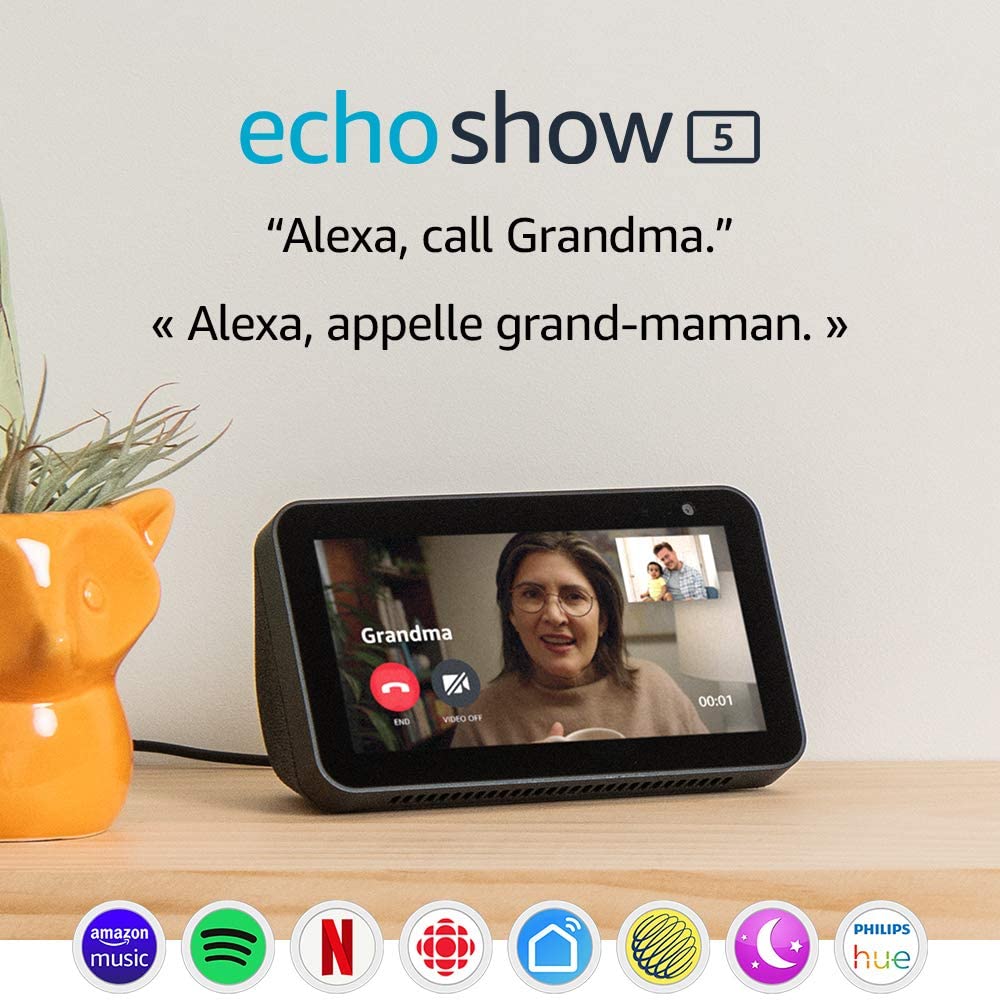 echo show 5
“Alexa, call Grandma.”
« Alexa, appelle grand-maman. »
Grandma
END
VIDEO OFF
00:01
amazon music
N
PHILIPS
hue